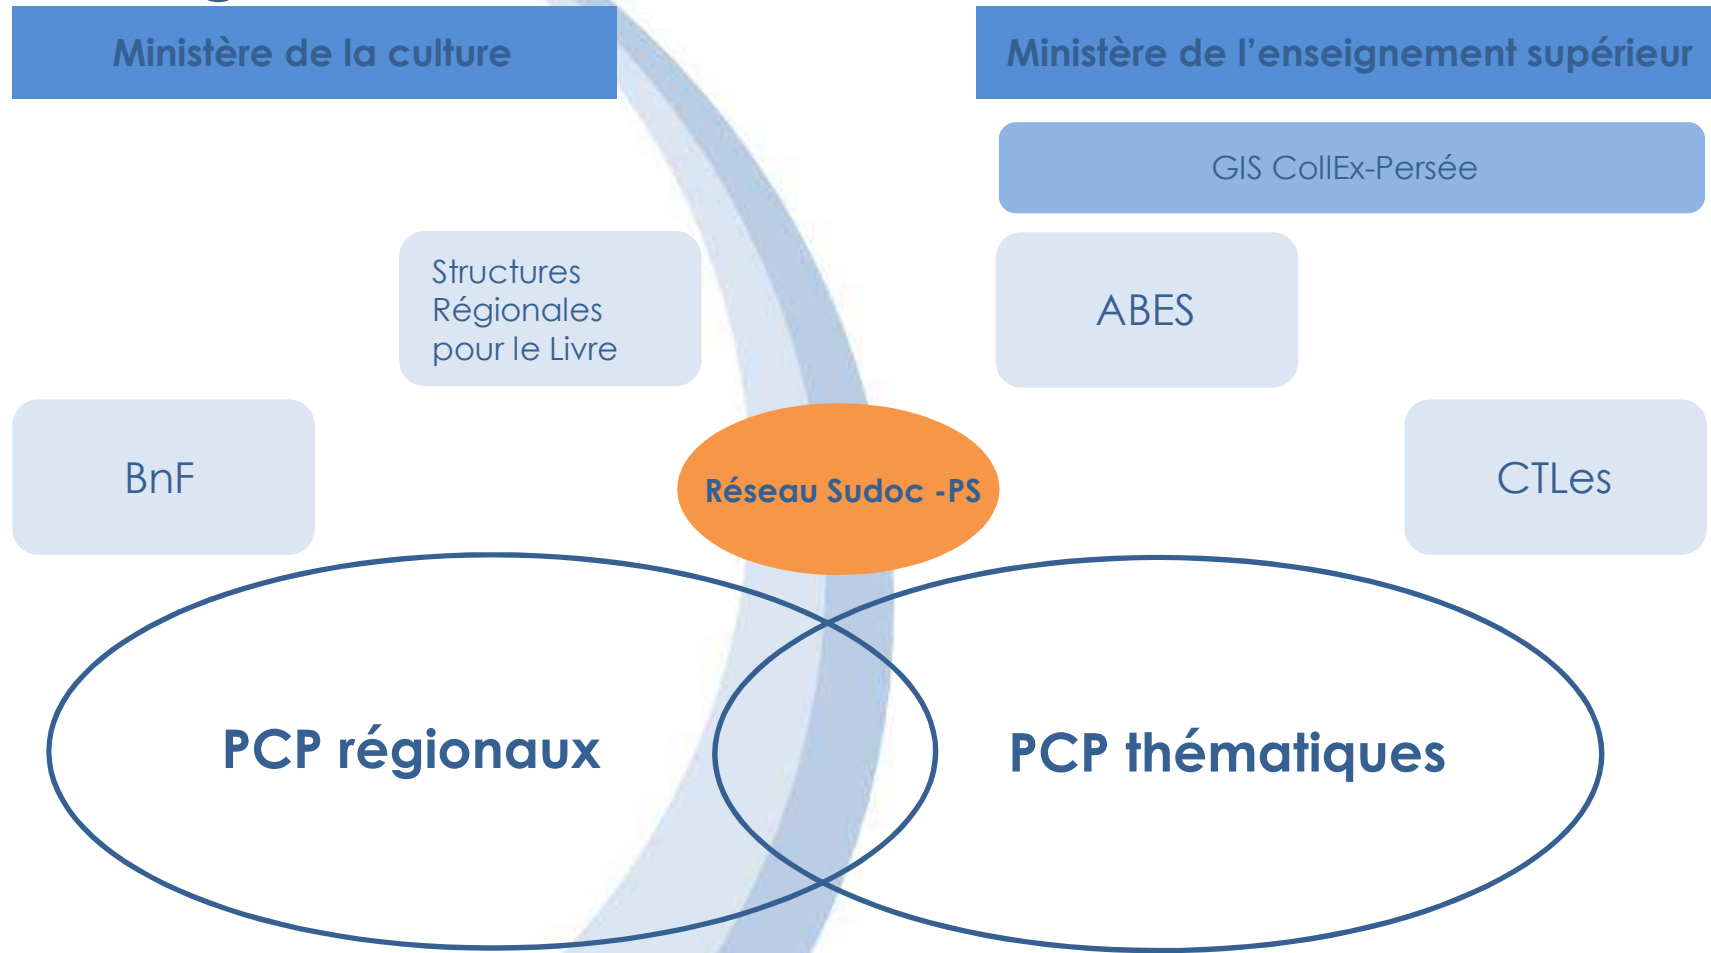 Ministère de la culture
Ministère de l’enseignement supérieur
GIS CollEx-Persée
Structures
Régionales
pour le Livre
ABES
BnF
CTLes
Réseau Sudoc -PS
PCP régionaux
PCP thématiques